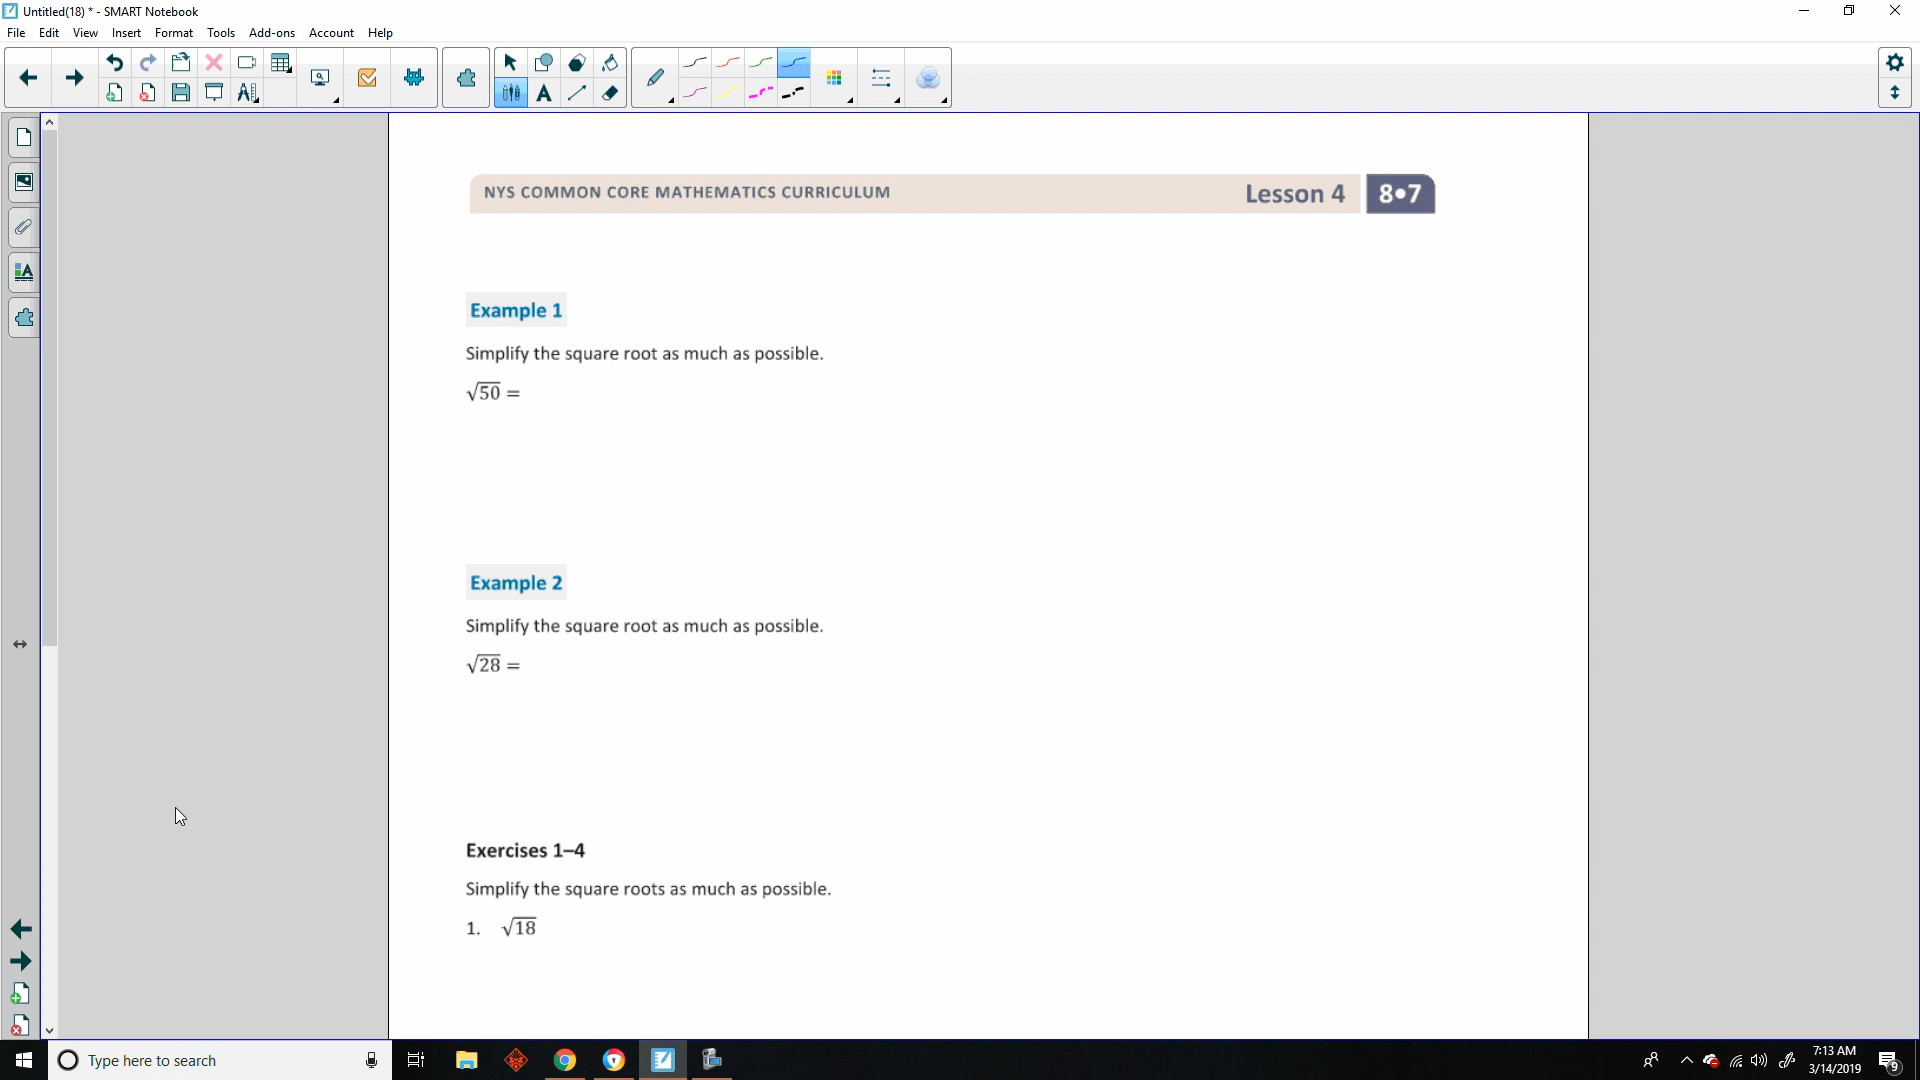 Untitled(18) * - SMART Notebook
File Edit View Insert Format Tools Add-ons Account Help
NYS COMMON CORE MATHEMATICS CURRICULUM Lesson 4 8•7
Example 1
Simplify the square root as much as possible.
√50 =
Example 2
Simplify the square root as much as possible.
√28 =
Exercises 1–4
Simplify the square roots as much as possible.
1. √18
Type here to search
7:13 AM
3/14/2019
9